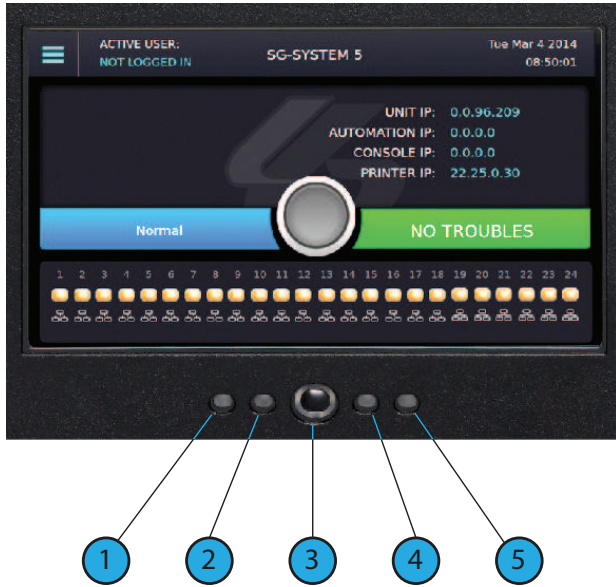 ACTIVE USER:
NOT LOGGED IN
SG-SYSTEM 5
Tue Mar 4 2014
08:50:01
UNIT IP: 0.0.96.209
AUTOMATION IP: 0.0.0.0
CONSOLE IP: 0.0.0.0
PRINTER IP: 22.25.0.30
Normal
NO TROUBLES
1 2 3 4 5 6 7 8 9 10 11 12 13 14 15 16 17 18 19 20 21 22 23 24
1 2 3 4 5